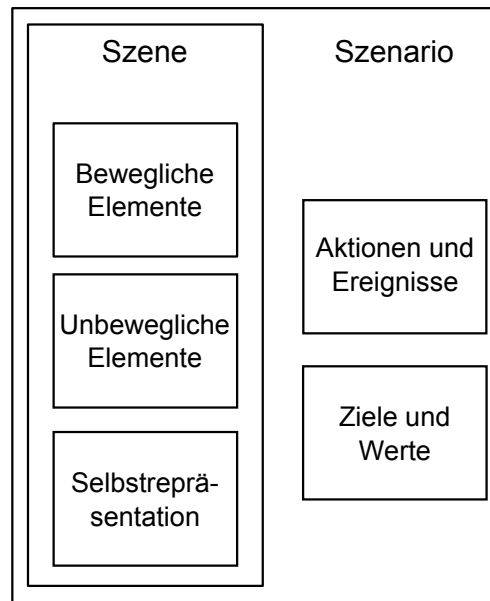 Szene
Bewegliche
Elemente
Unbewegliche
Elemente
Selbstreprä-
sentation
Szenario
Aktionen und
Ereignisse
Ziele und
Werte